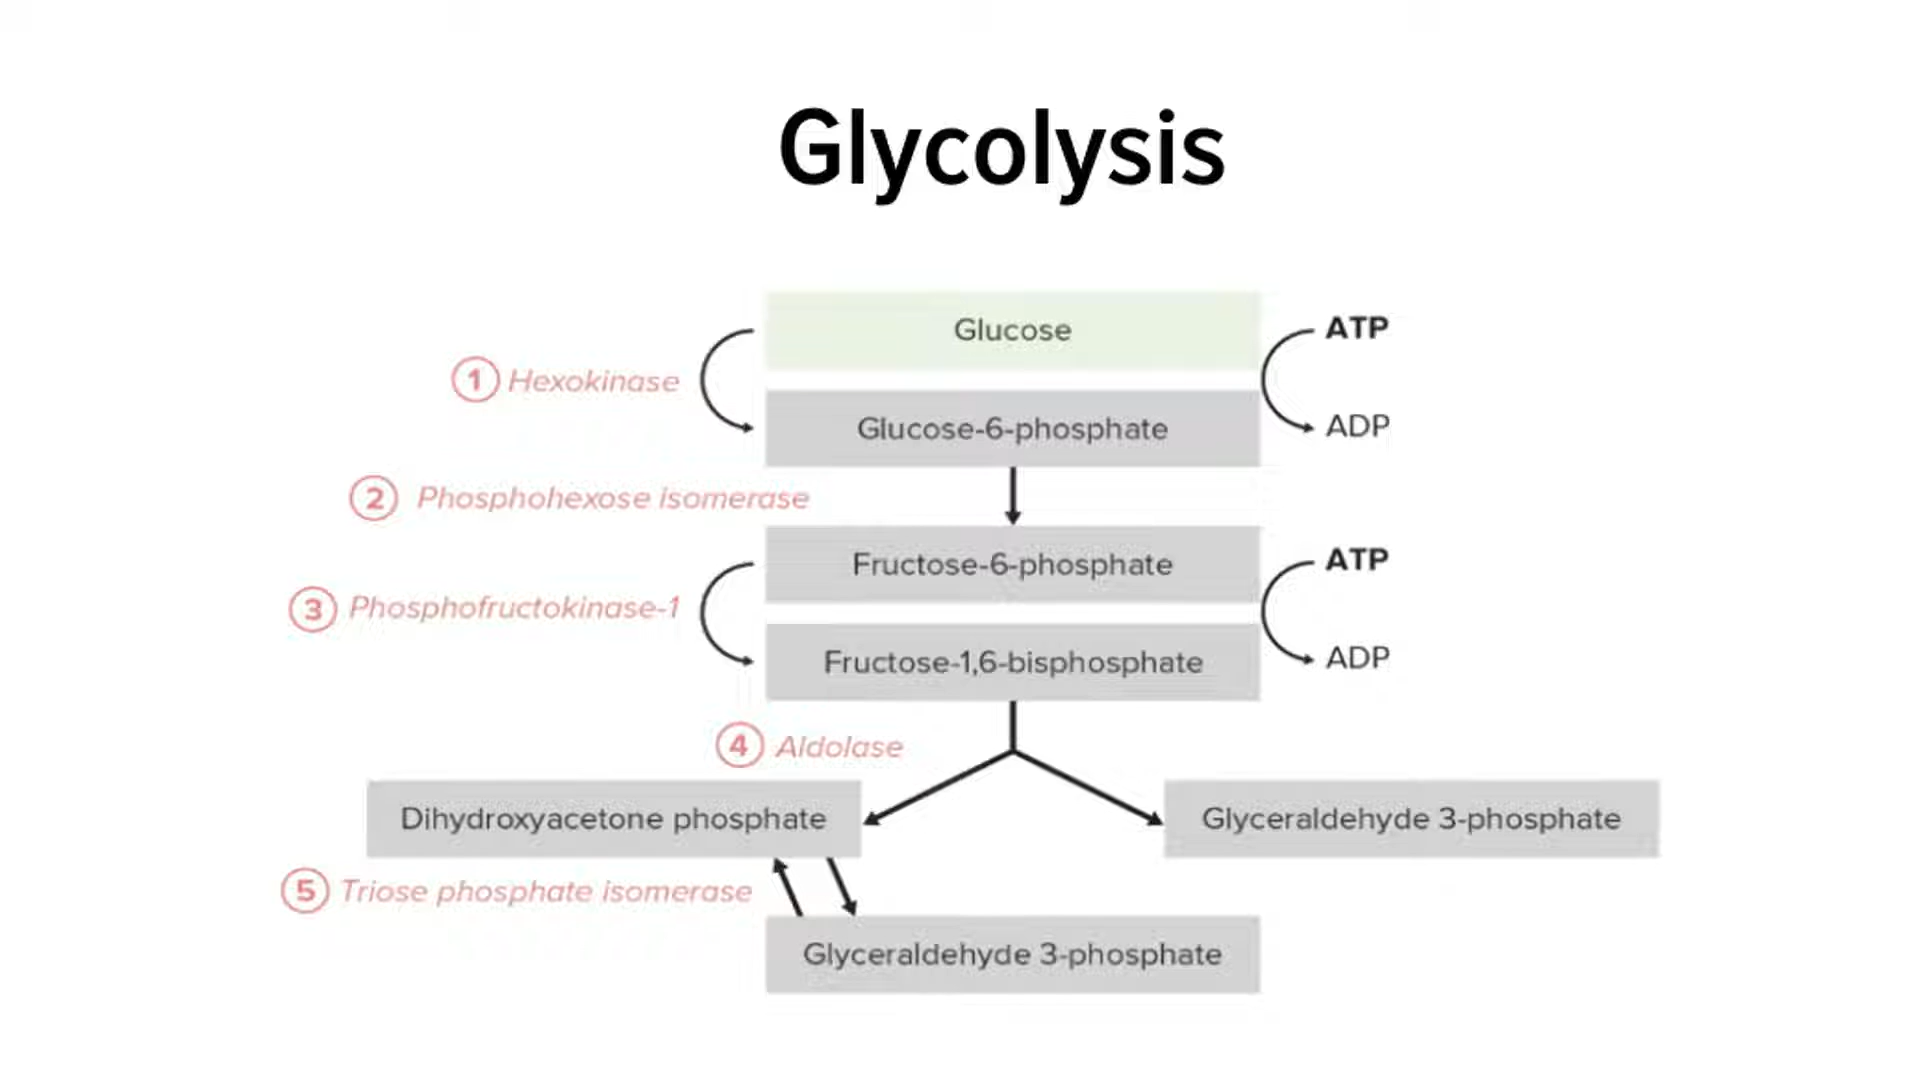 Glycolysis
Glucose
ATP
1 Hexokinase
Glucose-6-phosphate
ADP
2 Phosphohexose isomerase
Fructose-6-phosphate
ATP
3 Phosphofructokinase-1
Fructose-1,6-bisphosphate
ADP
4 Aldolase
Dihydroxyacetone phosphate
Glyceraldehyde 3-phosphate
5 Triose phosphate isomerase
Glyceraldehyde 3-phosphate